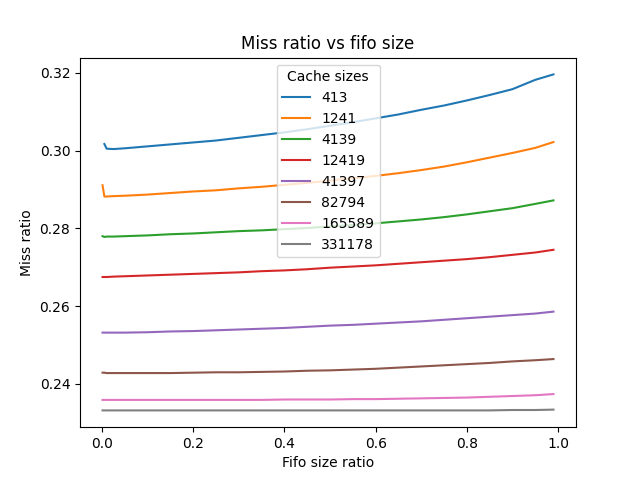 Miss ratio vs fifo size
Cache sizes
413
1241
4139
12419
41397
82794
165589
331178
Miss ratio
0.32
0.30
0.28
0.26
0.24
0.0 0.2 0.4 0.6 0.8 1.0
Fifo size ratio